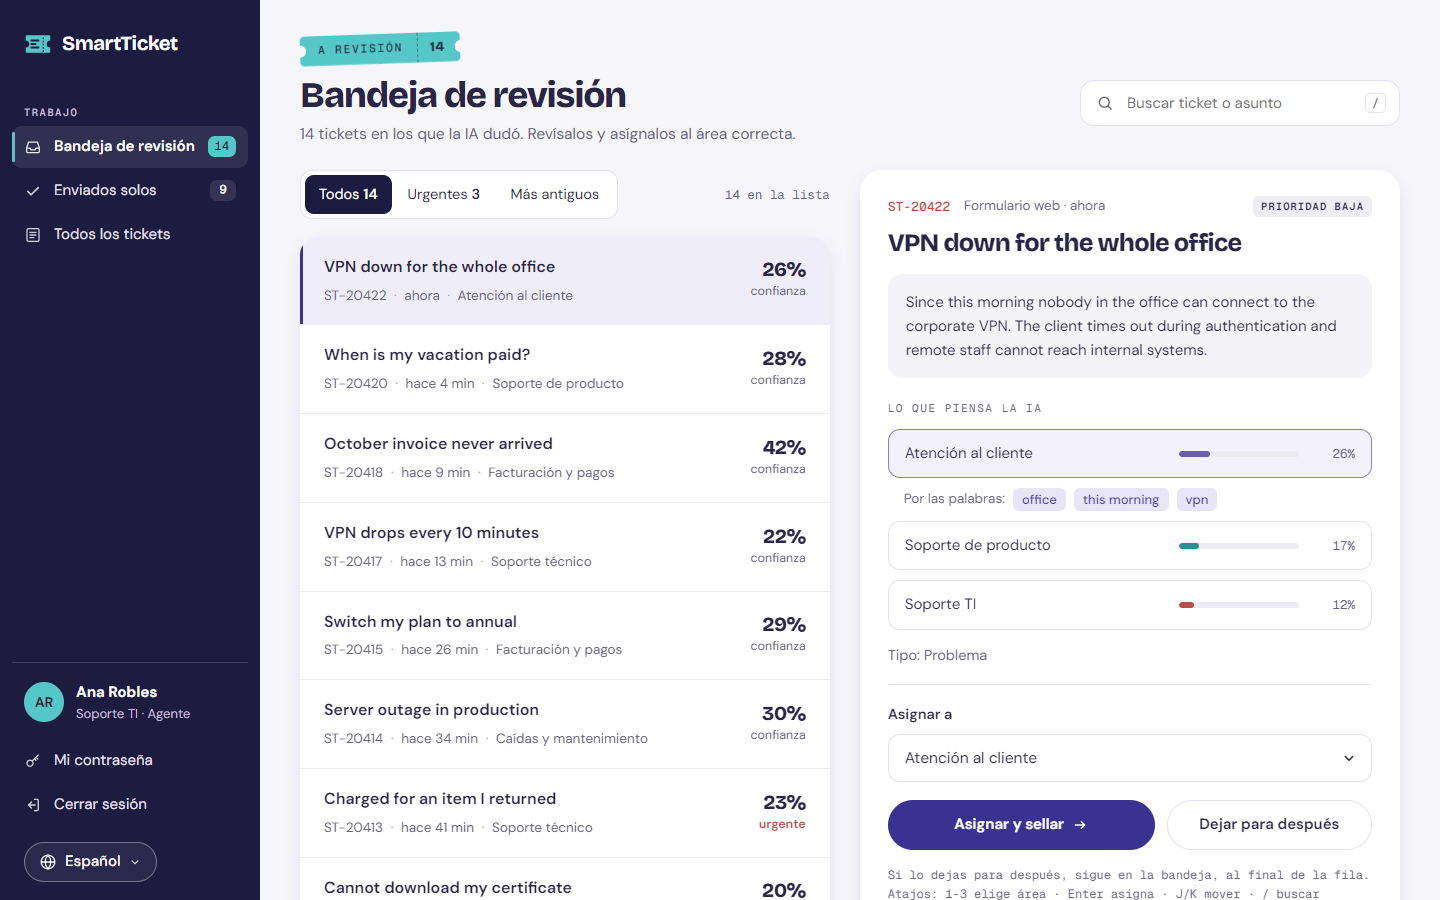 SmartTicket
TRABAJO
Bandeja de revisión 14
Enviados solos 9
Todos los tickets
AR
Ana Robles
Soporte TI · Agente
Mi contraseña
Cerrar sesión
Español
A REVISIÓN 14
Bandeja de revisión
14 tickets en los que la IA dudó. Revísalos y asígnalos al área correcta.
Buscar ticket o asunto /
Todos 14 Urgentes 3 Más antiguos
14 en la lista
VPN down for the whole office
ST-20422 · ahora · Atención al cliente
26%
confianza
When is my vacation paid?
ST-20420 · hace 4 min · Soporte de producto
28%
confianza
October invoice never arrived
ST-20418 · hace 9 min · Facturación y pagos
42%
confianza
VPN drops every 10 minutes
ST-20417 · hace 13 min · Soporte técnico
22%
confianza
Switch my plan to annual
ST-20415 · hace 26 min · Facturación y pagos
29%
confianza
Server outage in production
ST-20414 · hace 34 min · Caídas y mantenimiento
30%
confianza
Charged for an item I returned
ST-20413 · hace 41 min · Soporte técnico
23%
urgente
Cannot download my certificate
20%
ST-20422 Formulario web · ahora
PRIORIDAD BAJA
VPN down for the whole office
Since this morning nobody in the office can connect to the
corporate VPN. The client times out during authentication and
remote staff cannot reach internal systems.
LO QUE PIENSA LA IA
Atención al cliente 26%
Por las palabras: office this morning vpn
Soporte de producto 17%
Soporte TI 12%
Tipo: Problema
Asignar a
Atención al cliente
Asignar y sellar →
Dejar para después
Si lo dejas para después, sigue en la bandeja, al final de la fila.
Atajos: 1-3 elige área · Enter asigna · J/K mover · / buscar